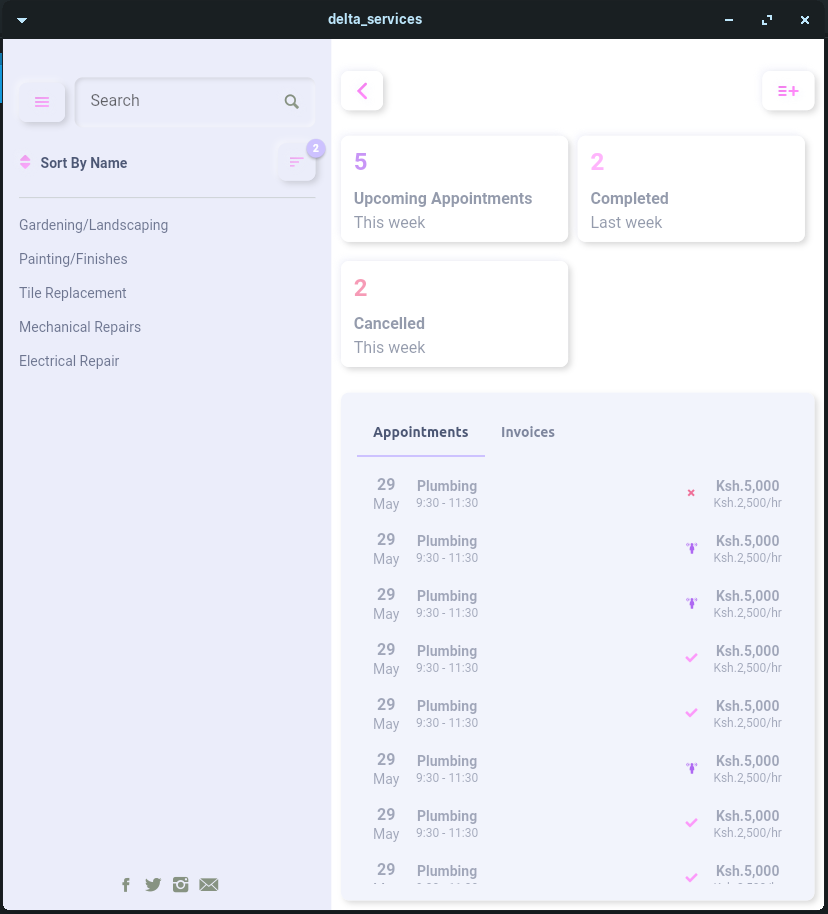 delta_services
Search
2
Sort By Name
Gardening/Landscaping
Painting/Finishes
Tile Replacement
Mechanical Repairs
Electrical Repair
5
Upcoming Appointments
This week
2
Completed
Last week
2
Cancelled
This week
Appointments Invoices
29 Plumbing Ksh.5,000
May 9:30 - 11:30 Ksh.2,500/hr
29 Plumbing Ksh.5,000
May 9:30 - 11:30 Ksh.2,500/hr
29 Plumbing Ksh.5,000
May 9:30 - 11:30 Ksh.2,500/hr
29 Plumbing Ksh.5,000
May 9:30 - 11:30 Ksh.2,500/hr
29 Plumbing Ksh.5,000
May 9:30 - 11:30 Ksh.2,500/hr
29 Plumbing Ksh.5,000
May 9:30 - 11:30 Ksh.2,500/hr
29 Plumbing Ksh.5,000
May 9:30 - 11:30 Ksh.2,500/hr
29 Plumbing Ksh.5,000